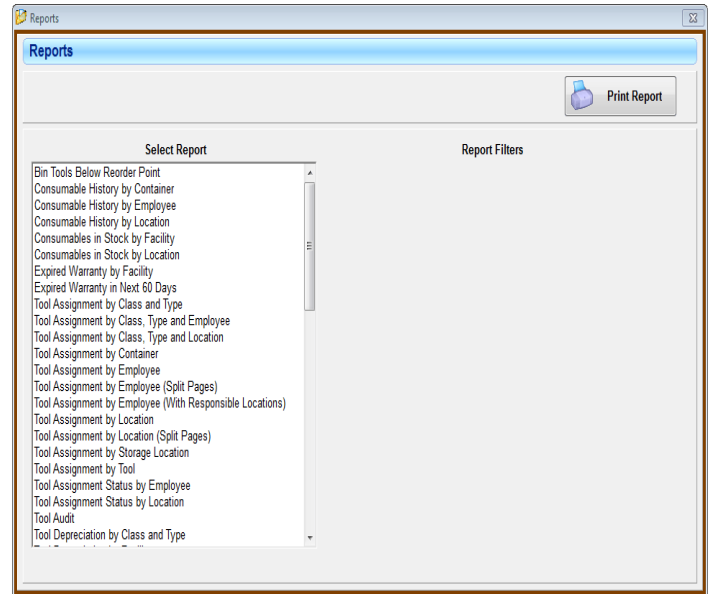 Reports
Reports
Print Report
Select Report
Report Filters
Bin Tools Below Reorder Point
Consumable History by Container
Consumable History by Employee
Consumable History by Location
Consumables in Stock by Facility
Consumables in Stock by Location
Expired Warranty by Facility
Expired Warranty in Next 60 Days
Tool Assignment by Class and Type
Tool Assignment by Class, Type and Employee
Tool Assignment by Class, Type and Location
Tool Assignment by Container
Tool Assignment by Employee
Tool Assignment by Employee (Split Pages)
Tool Assignment by Employee (With Responsible Locations)
Tool Assignment by Location
Tool Assignment by Location (Split Pages)
Tool Assignment by Storage Location
Tool Assignment by Tool
Tool Assignment Status by Employee
Tool Assignment Status by Location
Tool Audit
Tool Depreciation by Class and Type